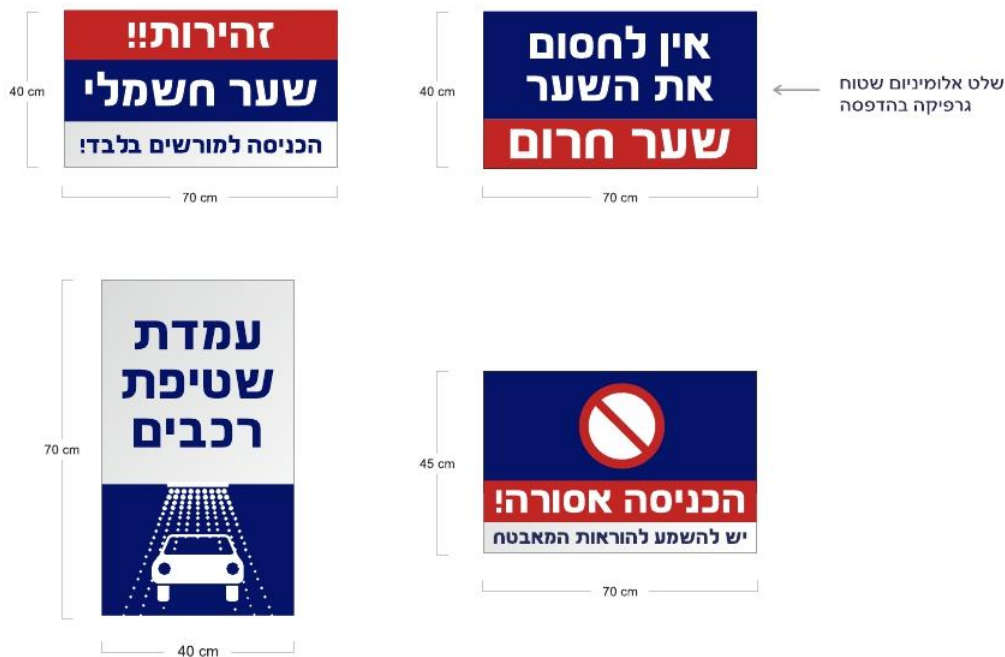 זהירות!!
שער חשמלי
הכניסה למורשים בלבד!
40 cm
70 cm
אין לחסום
את השער
שער חרום
40 cm
70 cm
שלט אלומיניום שטוח
גרפיקה בהדפסה
עמדת
שטיפת
רכבים
70 cm
40 cm
הכניסה אסורה!
יש להשמע להוראות המאבטח
45 cm
70 cm